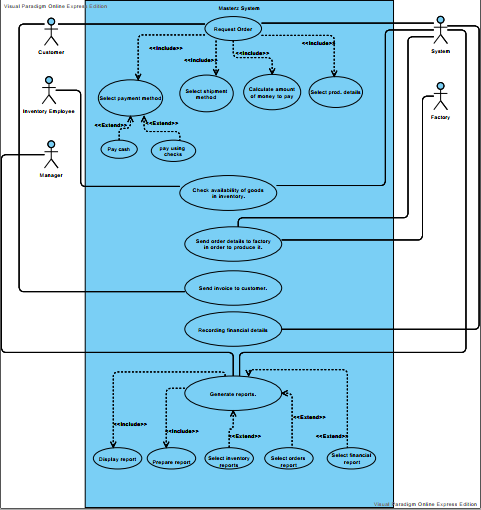 Visual Paradigm Online Express Edition
Masterz System
Request Order
Customer
System
<<Include>>
<<Include>>
<<Include>>
<<Include>>
Inventory Employee
Select payment method
Select shipment
method
Calculate amount
of money to pay
Select prod. details
Factory
<<Extend>>
<<Extend>>
Pay cash
pay using
checks
Manager
Check availability of goods
in inventory.
Send order details to factory
in order to produce it.
Send invoice to customer.
Recording financial details
Generate reports.
<<Include>>
<<Include>>
<<Extend>>
<<Extend>>
<<Extend>>
Display report
Prepare report
Select inventory
reports
Select orders
report
Select financial
report
Visual Paradigm Online Express Edition